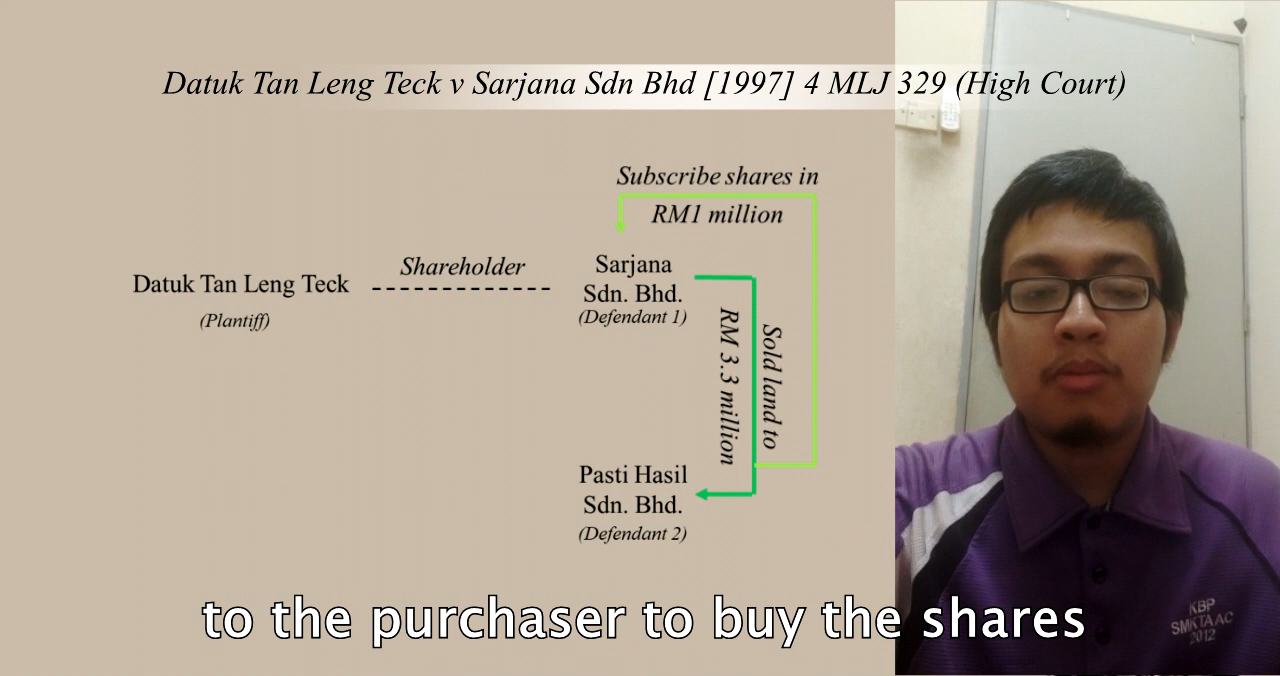 Datuk Tan Leng Teck v Sarjana Sdn Bhd [1997] 4 MLJ 329 (High Court)
Subscribe shares in
RM1 million
Shareholder
Datuk Tan Leng Teck
(Plantiff)
Sarjana
Sdn. Bhd.
(Defendant 1)
RM 3.3 million
Sold land to
Pasti Hasil
Sdn. Bhd.
(Defendant 2)
to the purchaser to buy the shares
KBP
SMKTAAC
2012